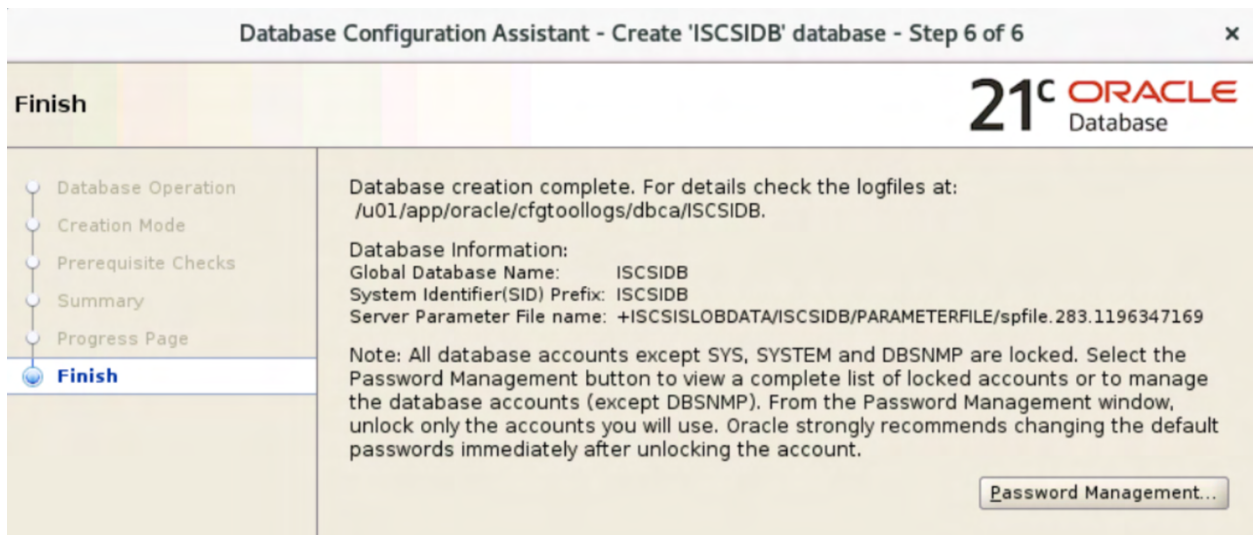 Database Configuration Assistant - Create 'ISCSIDB' database - Step 6 of 6
Finish
21c ORACLE
Database
Database Operation
Creation Mode
Prerequisite Checks
Summary
Progress Page
Finish
Database creation complete. For details check the logfiles at:
/u01/app/oracle/cfgtoollogs/dbca/ISCSIDB.
Database Information:
Global Database Name: ISCSIDB
System Identifier(SID) Prefix: ISCSIDB
Server Parameter File name: +ISCSISLOBDATA/ISCSIDB/PARAMETERFILE/spfile.283.1196347169
Note: All database accounts except SYS, SYSTEM and DBSNMP are locked. Select the
Password Management button to view a complete list of locked accounts or to manage
the database accounts (except DBSNMP). From the Password Management window,
unlock only the accounts you will use. Oracle strongly recommends changing the default
passwords immediately after unlocking the account.
Password Management...